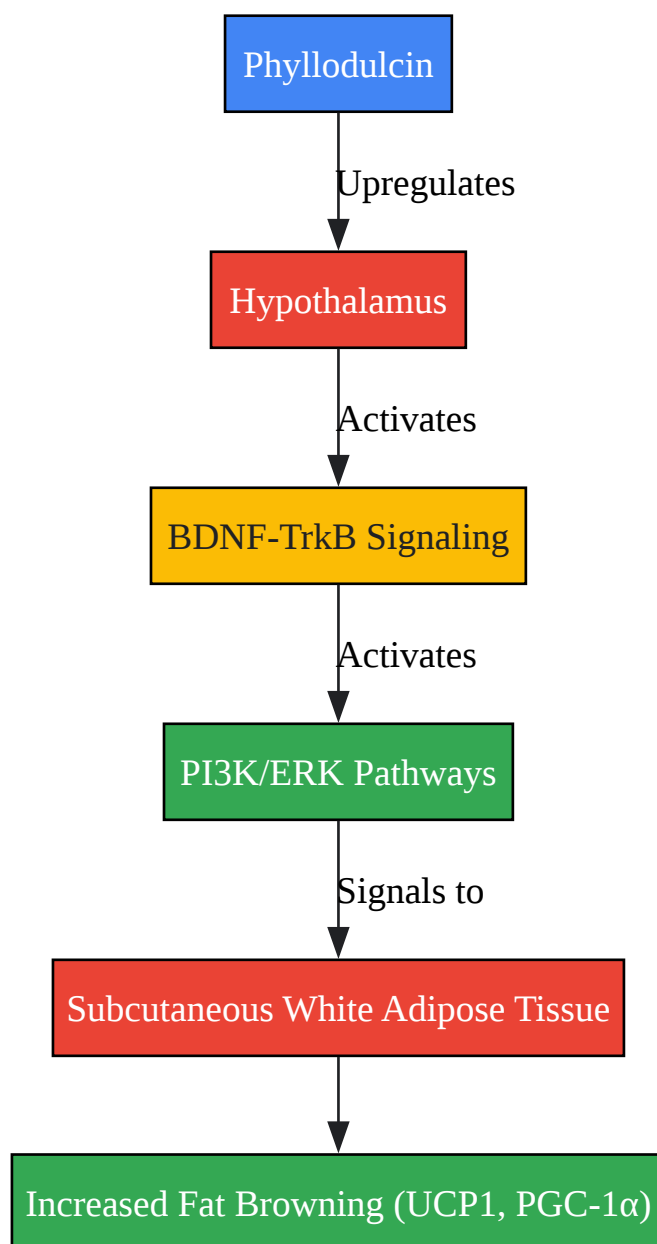 Phyllodulcin
Upregulates
Hypothalamus
Activates
BDNF-TrkB Signaling
Activates
PI3K/ERK Pathways
Signals to
Subcutaneous White Adipose Tissue
Increased Fat Browning (UCP1, PGC-1α)